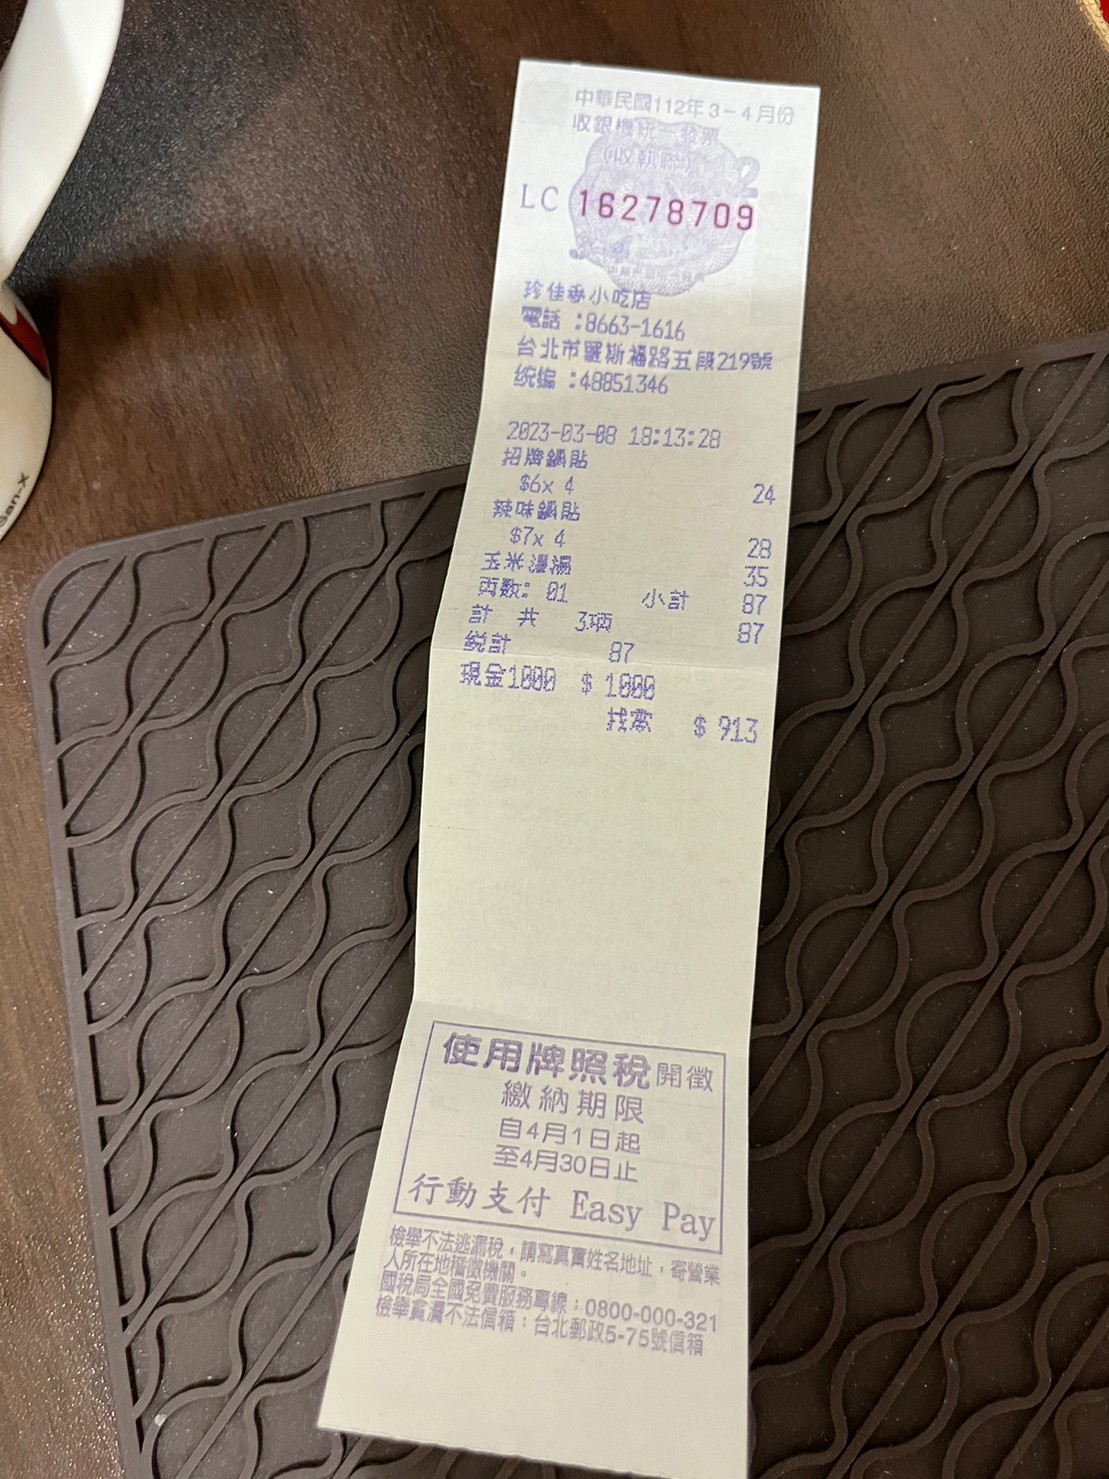 中華民國112年3-4月份
收銀機統一發票
(收執聯)
LC 16278709
珍佳香小吃店
電話:8663-1616
台北市羅斯福路五段219號
統編:48851346
2023-03-08 18:13:28
招牌鍋貼
$6x 4 24
辣味鍋貼
$7x 4 28
玉米濃湯 35
頁數: 01 小計 87
計 共 3項 87
總計 87
現金1000 $ 1000
找零 $ 913
使用牌照稅開徵
繳納期限
自4月1日起
至4月30日止
行動支付 Easy Pay
檢舉不法逃漏稅,請寫真實姓名地址,寄營業
人所在地稽徵機關。
國稅局全國免費服務專線:0800-000-321
檢舉貪瀆不法信箱:台北郵政5-75號信箱